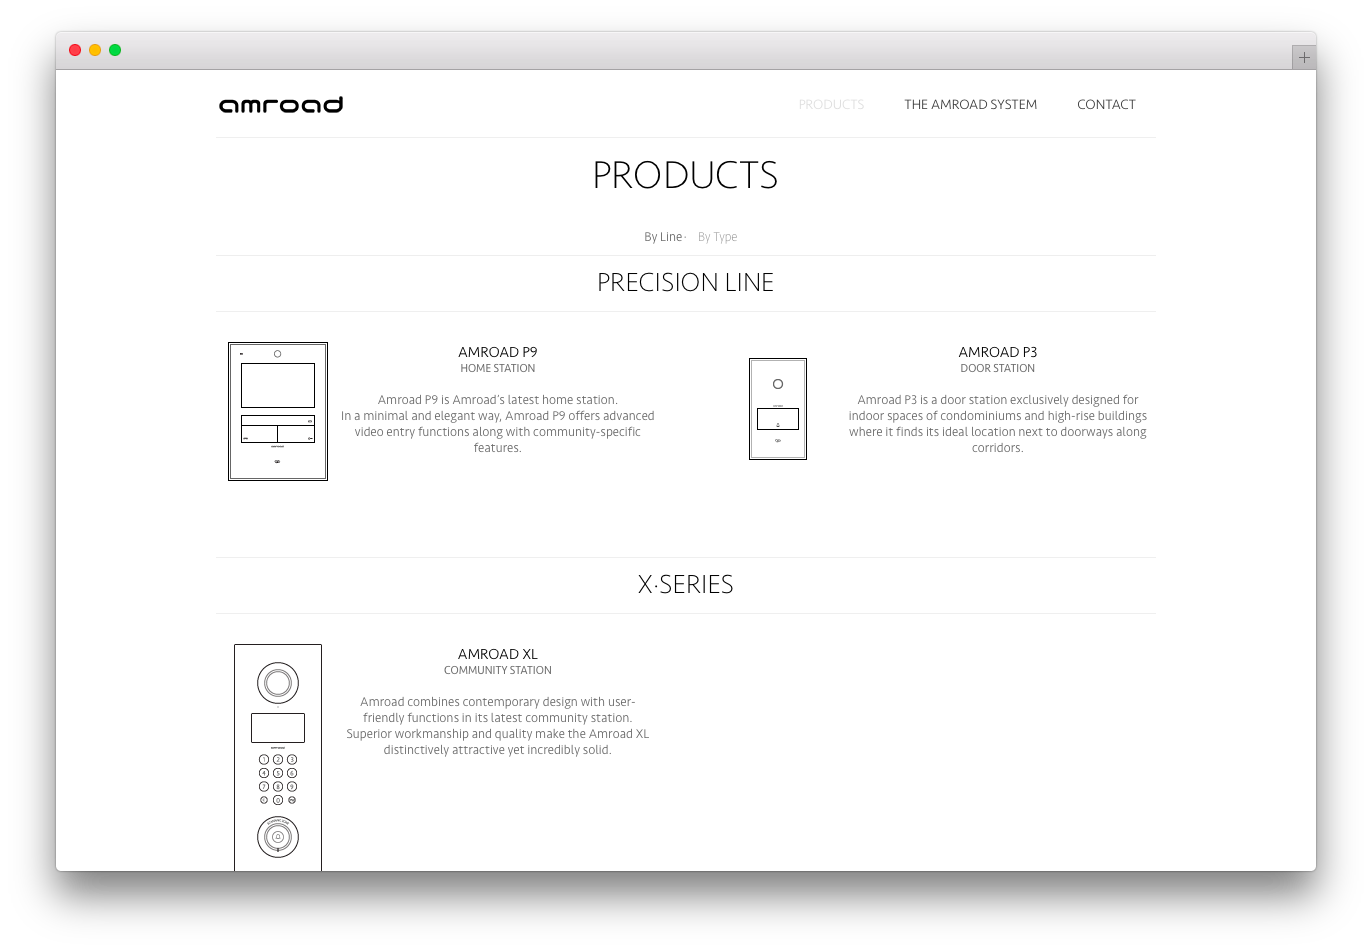 amroad
PRODUCTS
THE AMROAD SYSTEM
CONTACT
PRODUCTS
By Line · By Type
PRECISION LINE
AMROAD P9
HOME STATION
Amroad P9 is Amroad's latest home station.
In a minimal and elegant way, Amroad P9 offers advanced
video entry functions along with community-specific
features.
AMROAD P3
DOOR STATION
Amroad P3 is a door station exclusively designed for
indoor spaces of condominiums and high-rise buildings
where it finds its ideal location next to doorways along
corridors.
X·SERIES
AMROAD XL
COMMUNITY STATION
Amroad combines contemporary design with user-
friendly functions in its latest community station.
Superior workmanship and quality make the Amroad XL
distinctively attractive yet incredibly solid.
1 2 3
4 5 6
7 8 9
0